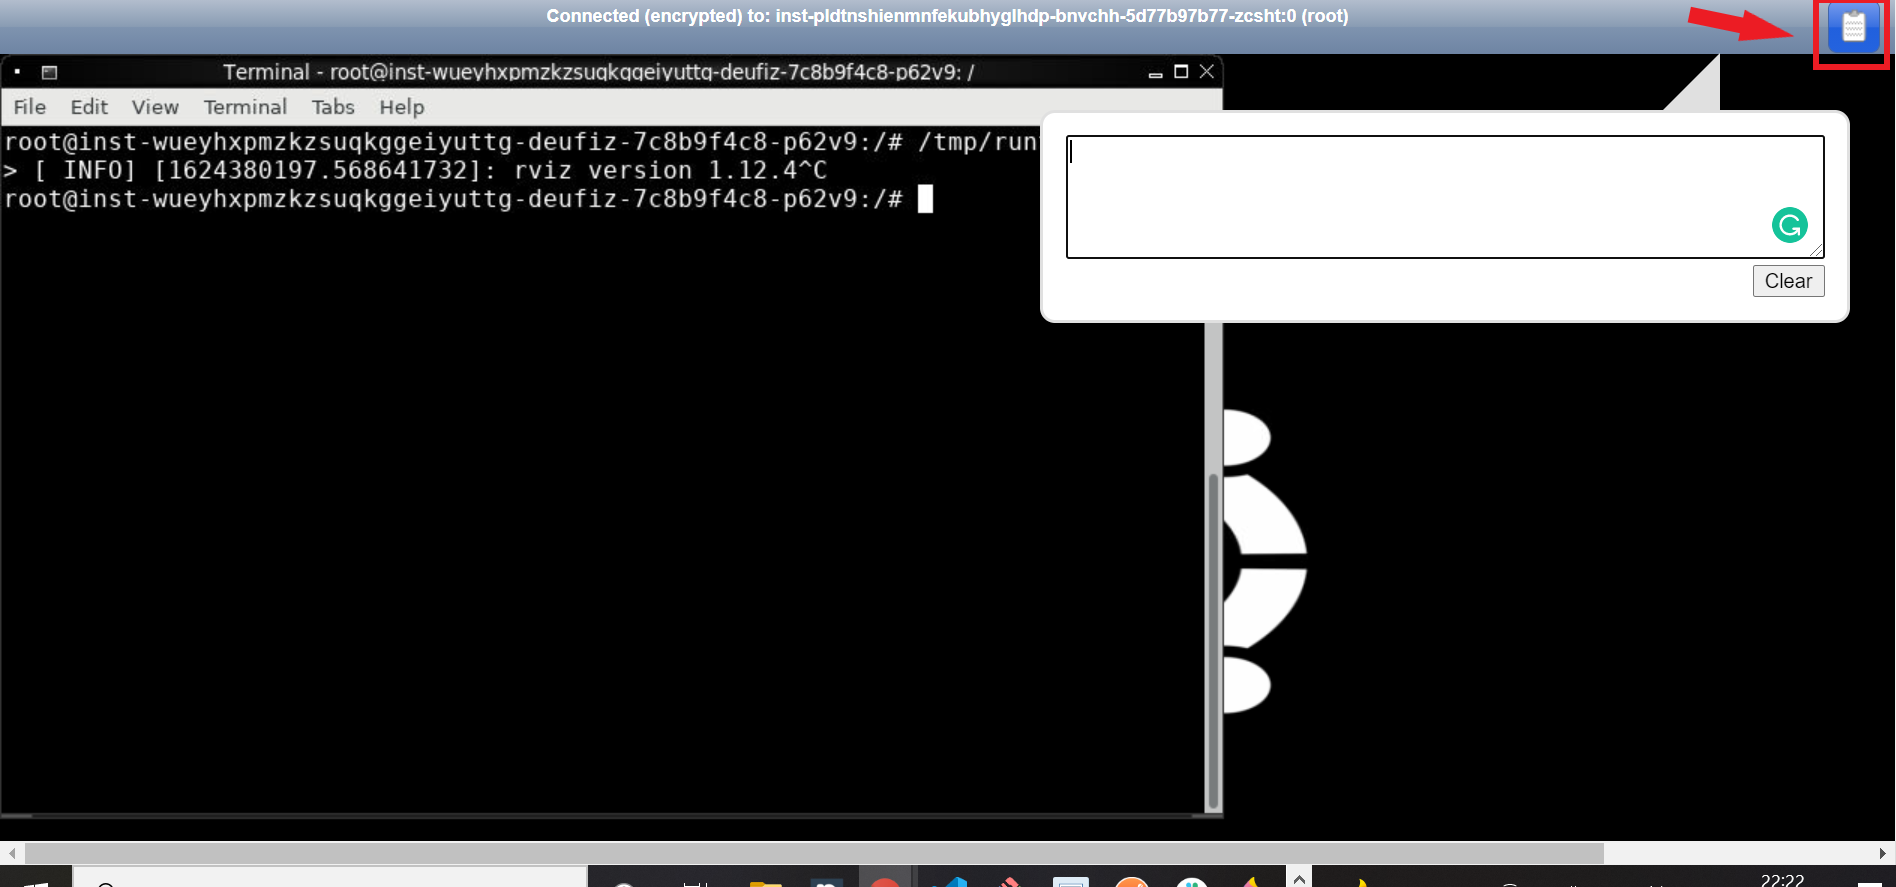 Connected (encrypted) to: inst-pldtnshienmnfekubhyglhdp-bnvchh-5d77b97b77-zcsht:0 (root)
Terminal - root@inst-wueyhxpmzkzsuqkggeiyuttg-deufiz-7c8b9f4c8-p62v9: /
File Edit View Terminal Tabs Help
root@inst-wueyhxpmzkzsuqkggeiyuttg-deufiz-7c8b9f4c8-p62v9:/# /tmp/run
> [ INFO] [1624380197.568641732]: rviz version 1.12.4^C
root@inst-wueyhxpmzkzsuqkggeiyuttg-deufiz-7c8b9f4c8-p62v9:/#
Clear
22:22